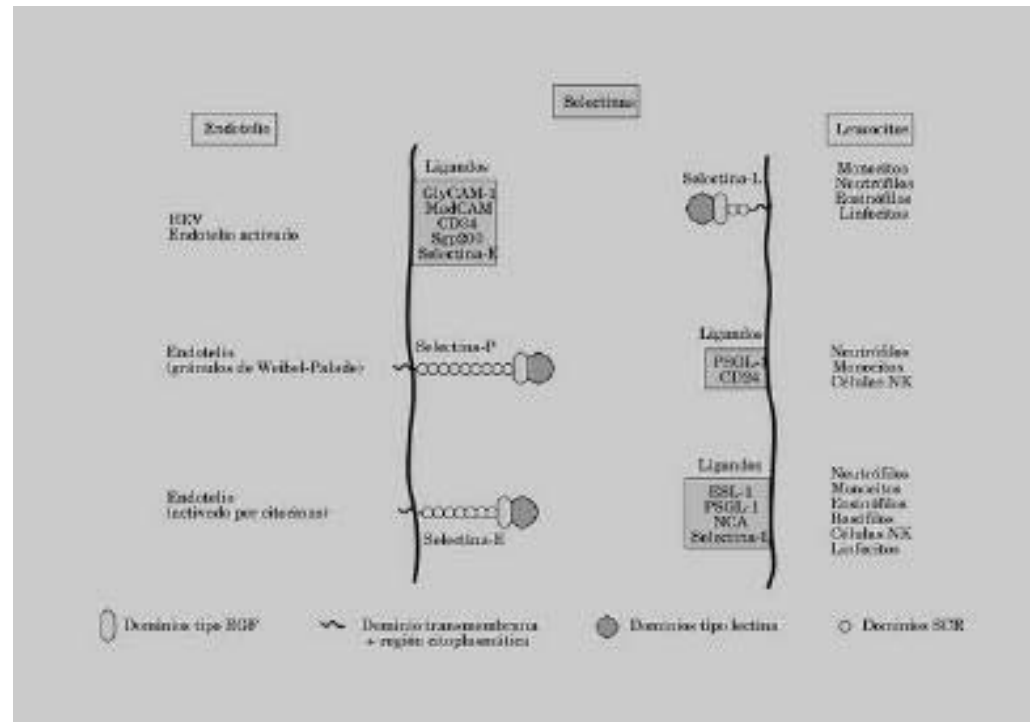 Selectinas
Endotelio
Leucocitos
Ligandos
GlyCAM-1
MadCAM
CD34
Sgp200
Selectina-E
HEV
Endotelio activado
Selectina-L
Monocitos
Neutrófilos
Eosinófilos
Linfocitos
Endotelio
(gránulos de Weibel-Palade)
Selectina-P
Ligandos
PSGL-1
CD24
Neutrófilos
Monocitos
Células NK
Endotelio
(activado por citocinas)
Selectina-E
Ligandos
ESL-1
PSGL-1
NCA
Selectina-L
Neutrófilos
Monocitos
Eosinófilos
Basófilos
Células NK
Linfocitos
Dominios tipo EGF
Dominio transmembrana
+ región citoplasmática
Dominios tipo lectina
Dominios SCR